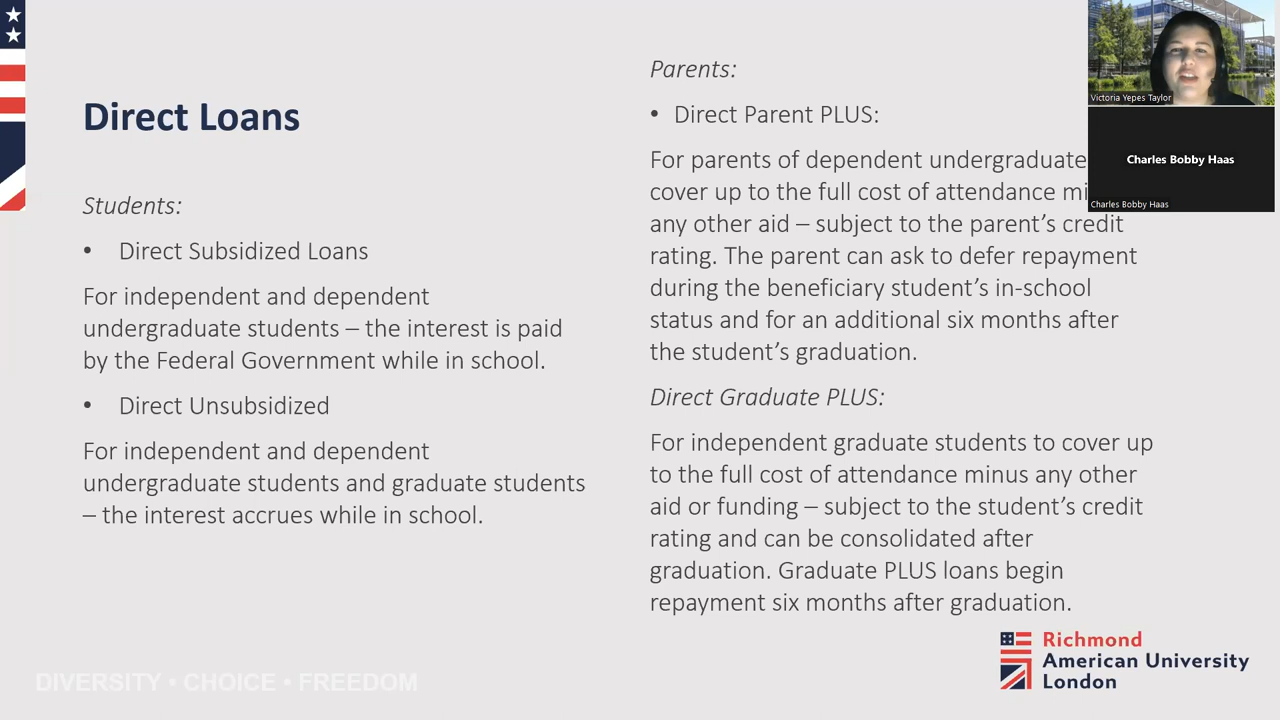 Direct Loans
Students:
• Direct Subsidized Loans
For independent and dependent
undergraduate students – the interest is paid
by the Federal Government while in school.
• Direct Unsubsidized
For independent and dependent
undergraduate students and graduate students
– the interest accrues while in school.
Parents:
• Direct Parent PLUS:
For parents of dependent undergraduate
cover up to the full cost of attendance
any other aid – subject to the parent’s credit
rating. The parent can ask to defer repayment
during the beneficiary student’s in-school
status and for an additional six months after
the student’s graduation.
Direct Graduate PLUS:
For independent graduate students to cover up
to the full cost of attendance minus any other
aid or funding – subject to the student’s credit
rating and can be consolidated after
graduation. Graduate PLUS loans begin
repayment six months after graduation.
Victoria Yepes Taylor
Charles Bobby Haas
Charles Bobby Haas
DIVERSITY • CHOICE • FREEDOM
Richmond
American University
London